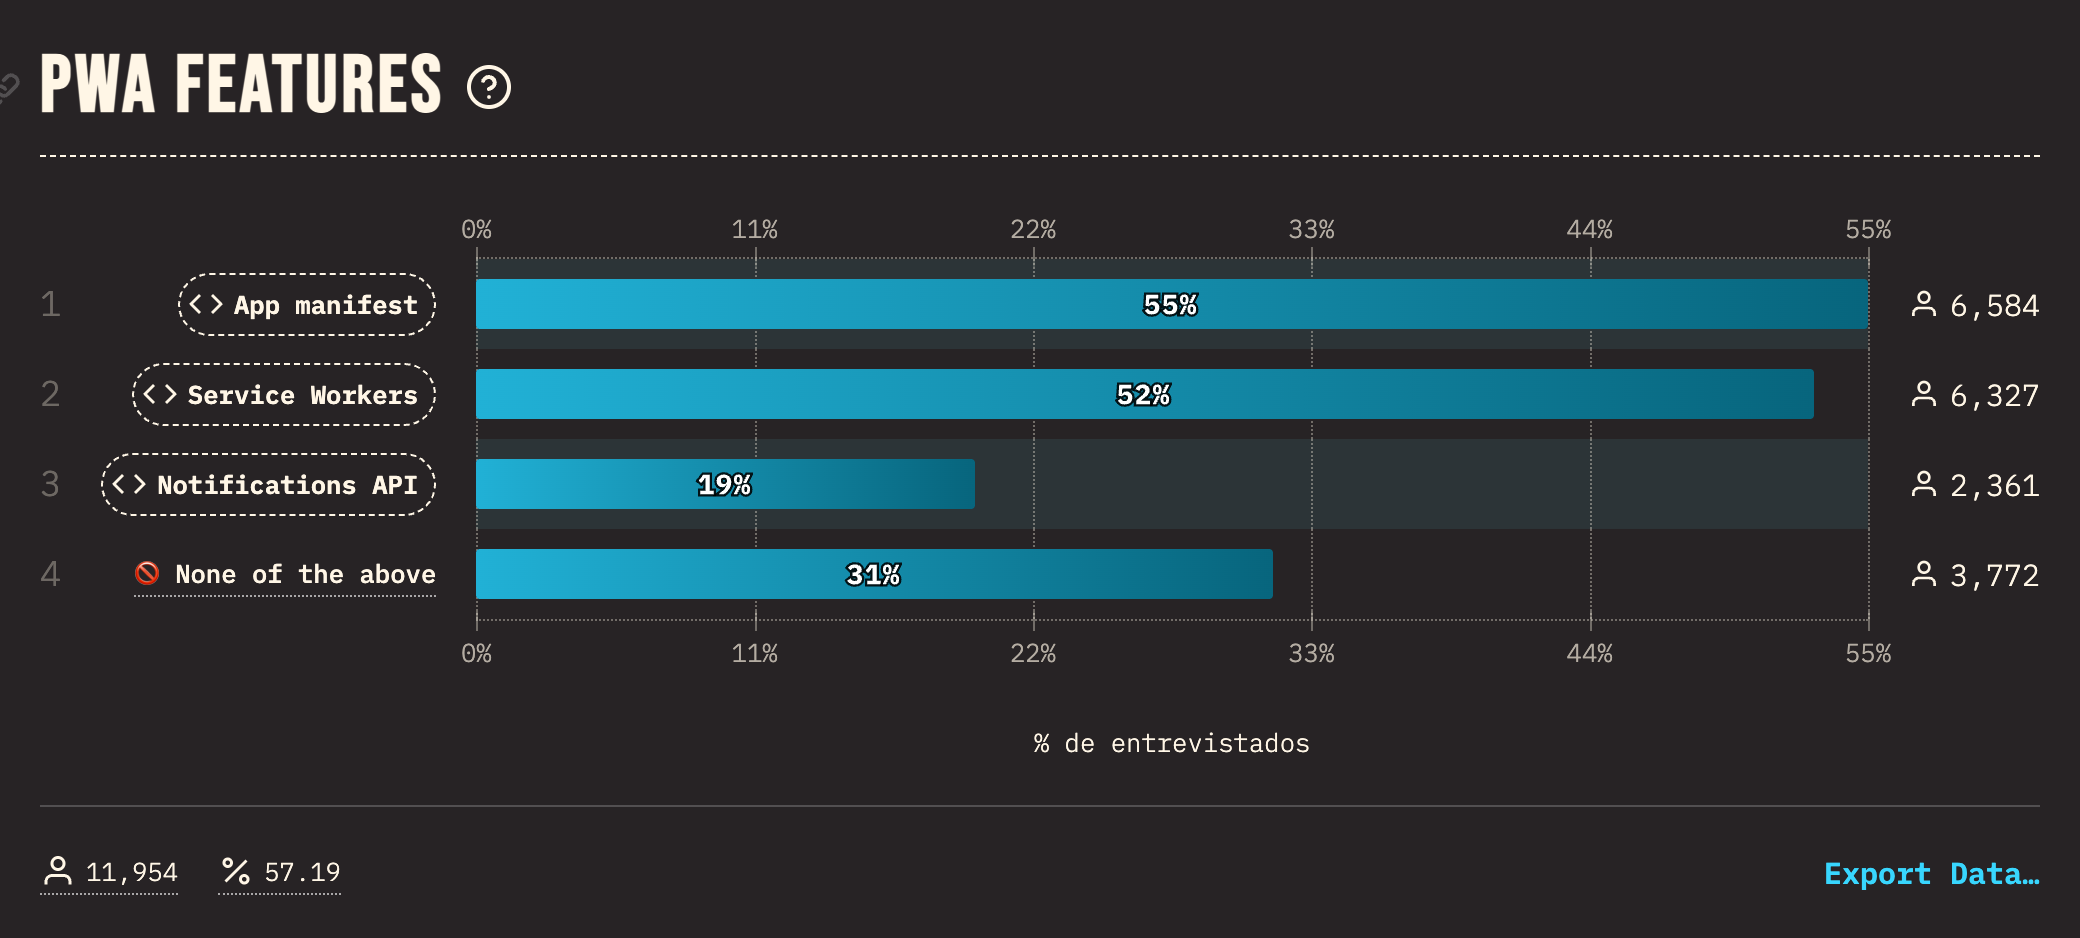 PWA FEATURES ?
0% 11% 22% 33% 44% 55%
1 <> App manifest 55% 6,584
2 <> Service Workers 52% 6,327
3 <> Notifications API 19% 2,361
4 🚫 None of the above 31% 3,772
0% 11% 22% 33% 44% 55%
% de entrevistados
11,954 % 57.19 Export Data…